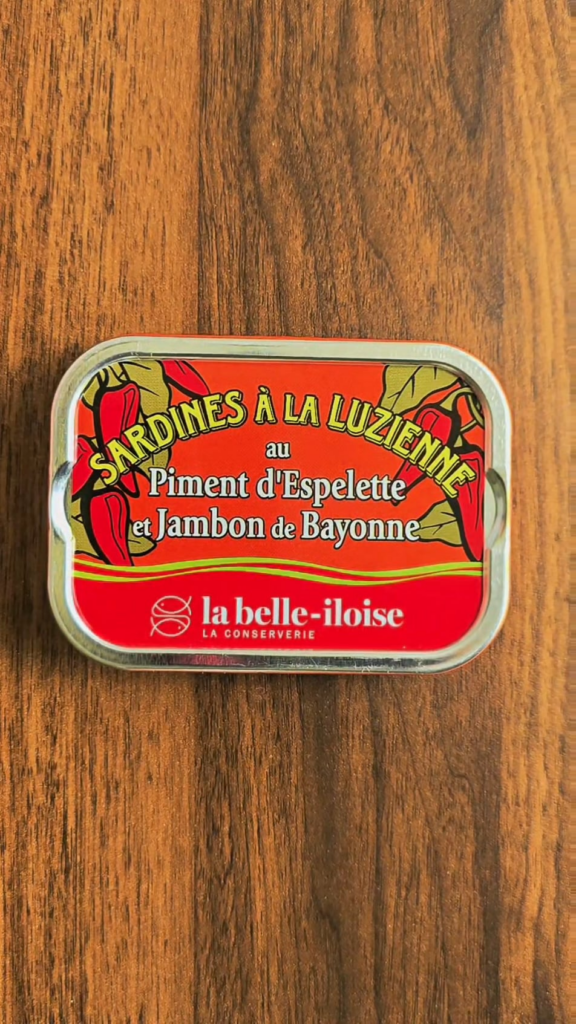 SARDINES À LA LUZIENNE
au
Piment d'Espelette
et Jambon de Bayonne
la belle-iloise
LA CONSERVERIE